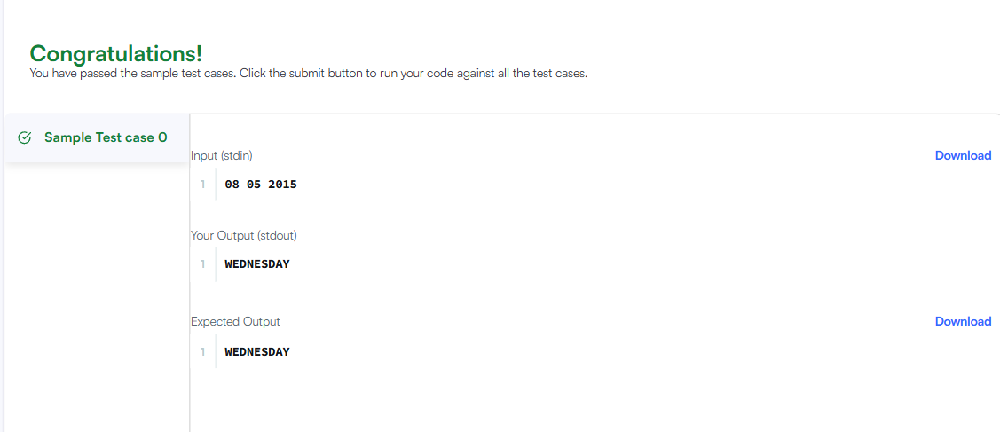 Congratulations!
You have passed the sample test cases. Click the submit button to run your code against all the test cases.
Sample Test case 0
Input (stdin)
Download
1 08 05 2015
Your Output (stdout)
1 WEDNESDAY
Expected Output
Download
1 WEDNESDAY